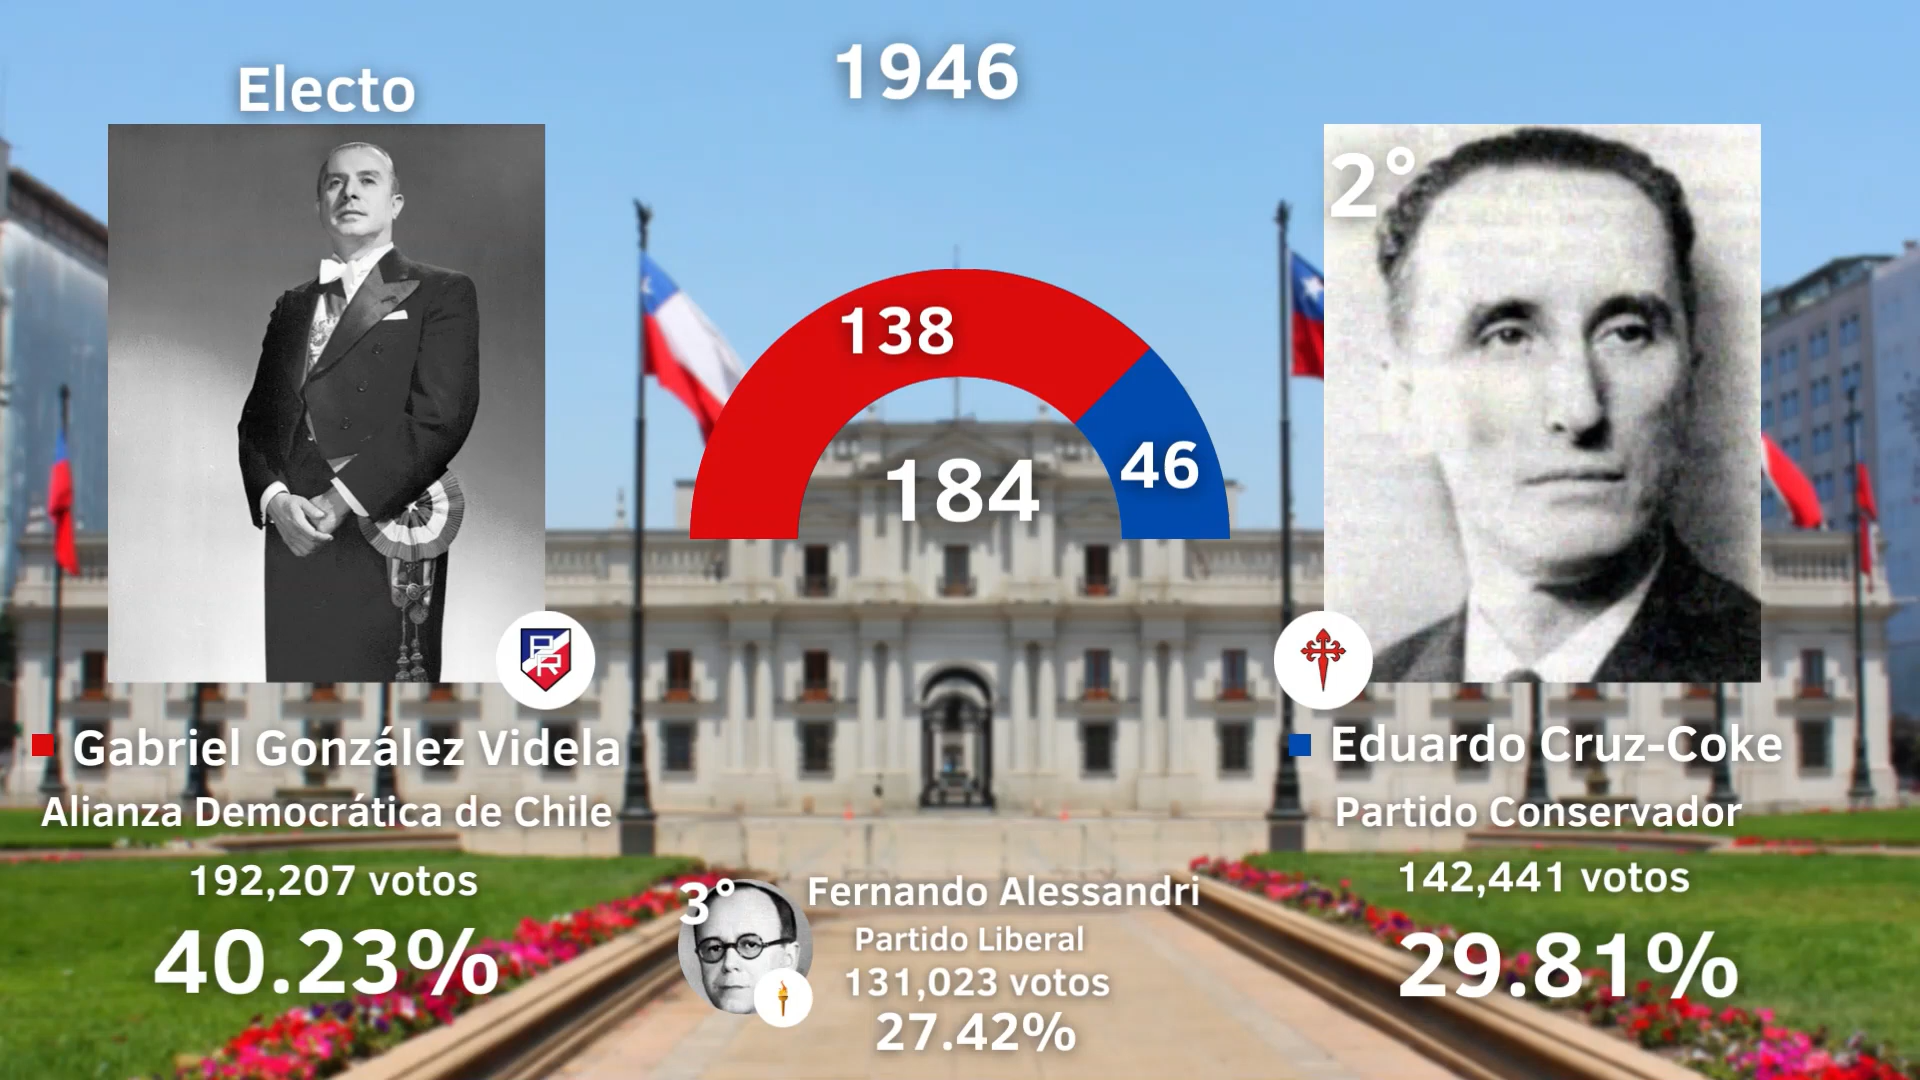 1946
Electo
2°
138
46
184
PR
Gabriel González Videla
Alianza Democrática de Chile
192,207 votos
40.23%
Eduardo Cruz-Coke
Partido Conservador
142,441 votos
29.81%
3°
Fernando Alessandri
Partido Liberal
131,023 votos
27.42%